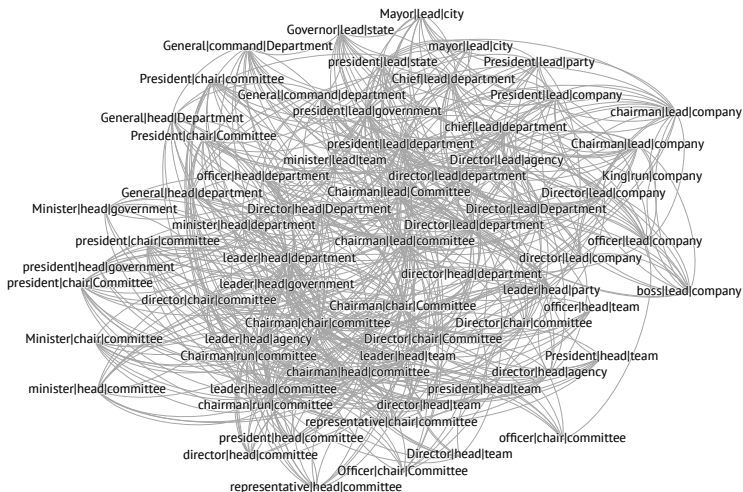 Mayor|lead|city
Governor|lead|state
General|command|Department
mayor|lead|city
president|lead|state
President|lead|party
President|chair|committee
Chief|lead|department
General|command|department
President|lead|company
president|lead|government
chairman|lead|company
General|head|Department
chief|lead|department
President|chair|Committee
president|lead|department
Chairman|lead|company
minister|lead|team
Director|lead|agency
officer|head|department
director|lead|department
King|run|company
General|head|department
Chairman|lead|Committee
Director|lead|company
Minister|head|government
Director|head|Department
Director|lead|Department
minister|head|department
Director|lead|department
president|chair|committee
chairman|lead|committee
officer|lead|company
leader|head|department
director|lead|company
president|head|government
director|head|department
president|chair|Committee
leader|head|government
leader|head|party
boss|lead|company
director|chair|committee
Chairman|chair|Committee
officer|head|team
Chairman|chair|committee
Director|chair|committee
Minister|chair|committee
leader|head|agency
Director|chair|Committee
Chairman|run|committee
leader|head|team
President|head|team
chairman|head|committee
director|head|agency
minister|head|committee
leader|head|committee
president|head|team
chairman|run|committee
director|head|team
representative|chair|committee
president|head|committee
officer|chair|committee
director|head|committee
Director|head|team
Officer|chair|Committee
representative|head|committee